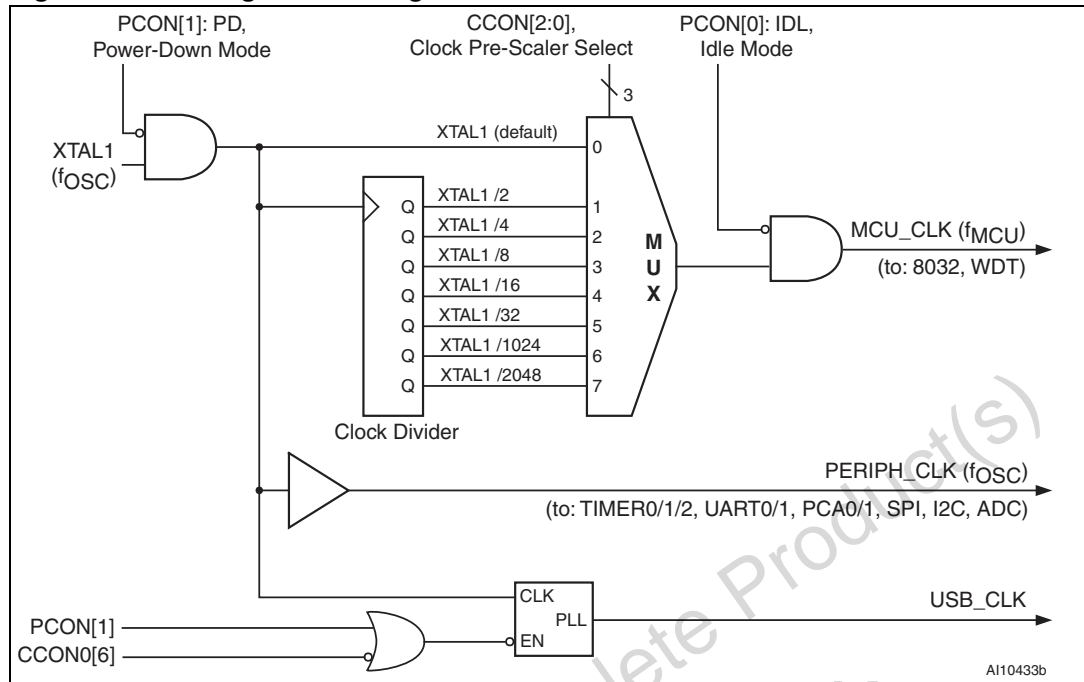 PCON[1]: PD,
Power-Down Mode
CCON[2:0],
Clock Pre-Scaler Select
PCON[0]: IDL,
Idle Mode
3
XTAL1
(fOSC)
XTAL1 (default)
0
Q XTAL1 /2 1
Q XTAL1 /4 2
Q XTAL1 /8 3
Q XTAL1 /16 4
Q XTAL1 /32 5
Q XTAL1 /1024 6
Q XTAL1 /2048 7
MUX
Clock Divider
MCU_CLK (fMCU)
(to: 8032, WDT)
PERIPH_CLK (fOSC)
(to: TIMER0/1/2, UART0/1, PCA0/1, SPI, I2C, ADC)
CLK
PLL
EN
USB_CLK
PCON[1]
CCON0[6]
lete Product(s)
AI10433b